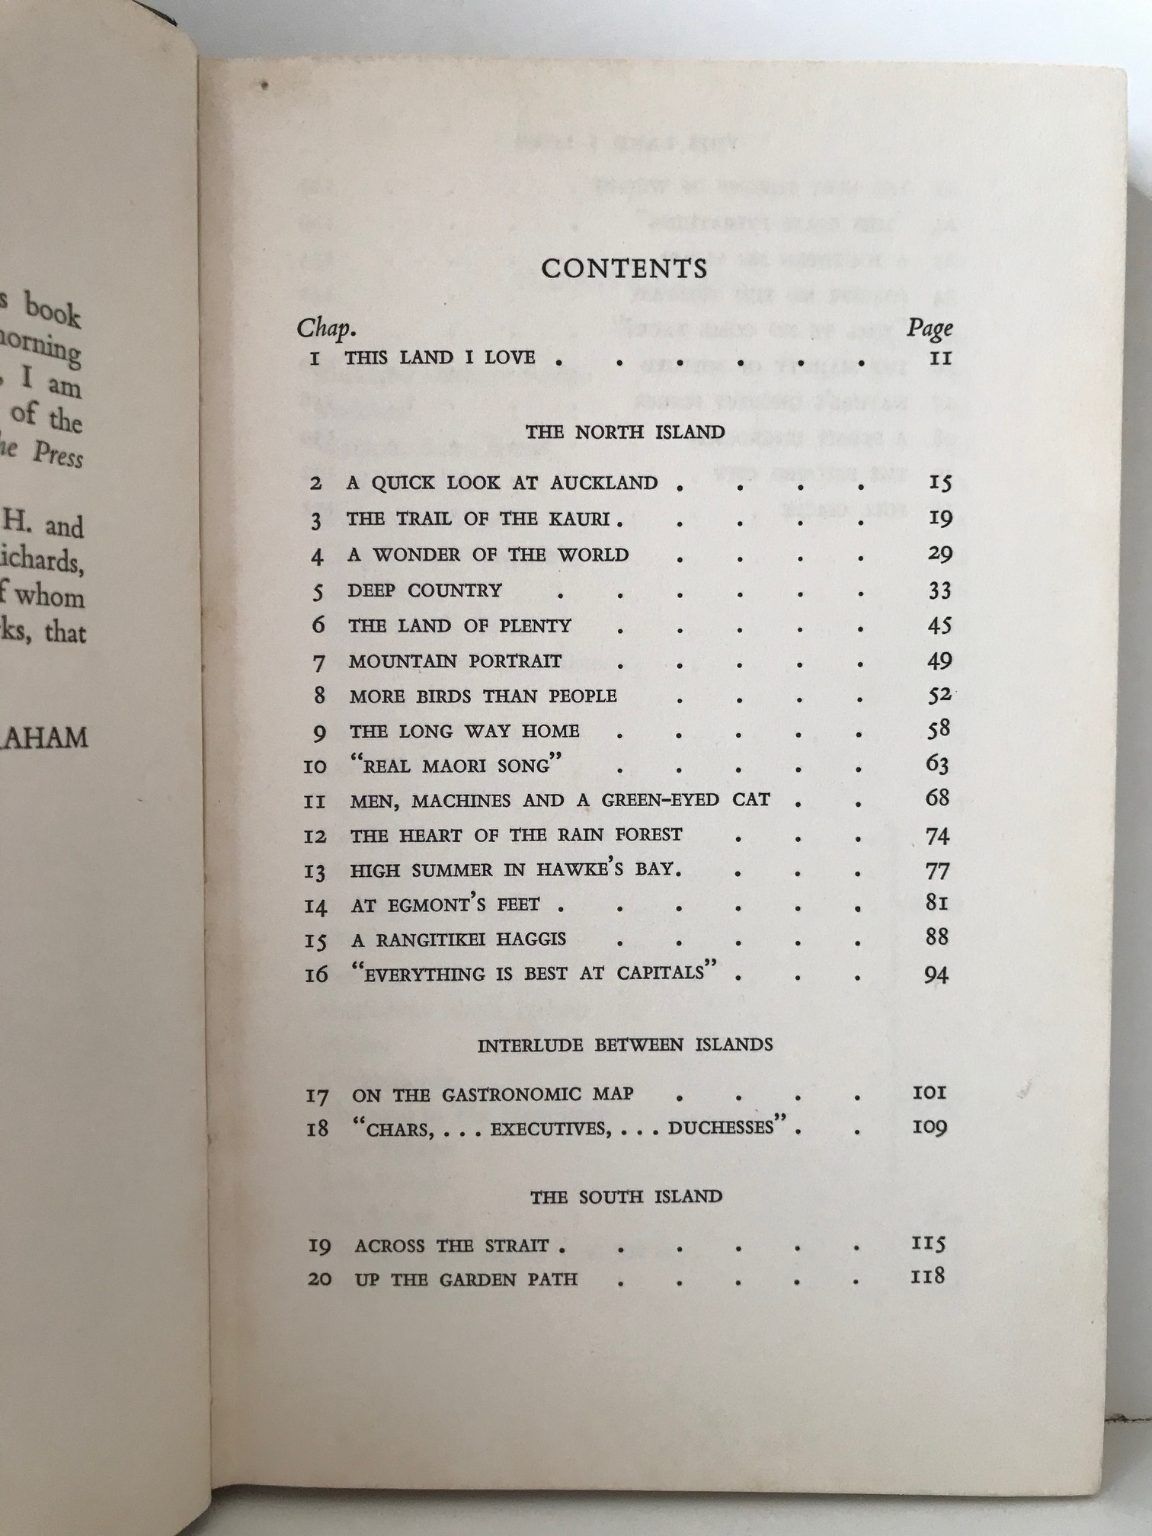 s book
morning
, I am
of the
he Press
H. and
ichards,
f whom
ks, that
AHAM
CONTENTS
Chap. Page
1 THIS LAND I LOVE . . . . . . 11
THE NORTH ISLAND
2 A QUICK LOOK AT AUCKLAND . . . . 15
3 THE TRAIL OF THE KAURI . . . . . 19
4 A WONDER OF THE WORLD . . . . 29
5 DEEP COUNTRY . . . . . . 33
6 THE LAND OF PLENTY . . . . . 45
7 MOUNTAIN PORTRAIT . . . . . 49
8 MORE BIRDS THAN PEOPLE . . . . 52
9 THE LONG WAY HOME . . . . . 58
10 "REAL MAORI SONG" . . . . . 63
11 MEN, MACHINES AND A GREEN-EYED CAT . . 68
12 THE HEART OF THE RAIN FOREST . . . 74
13 HIGH SUMMER IN HAWKE'S BAY . . . . 77
14 AT EGMONT'S FEET . . . . . . 81
15 A RANGITIKEI HAGGIS . . . . . 88
16 "EVERYTHING IS BEST AT CAPITALS" . . . 94
INTERLUDE BETWEEN ISLANDS
17 ON THE GASTRONOMIC MAP . . . . 101
18 "CHARS, . . . EXECUTIVES, . . . DUCHESSES" . . 109
THE SOUTH ISLAND
19 ACROSS THE STRAIT . . . . . . 115
20 UP THE GARDEN PATH . . . . . 118